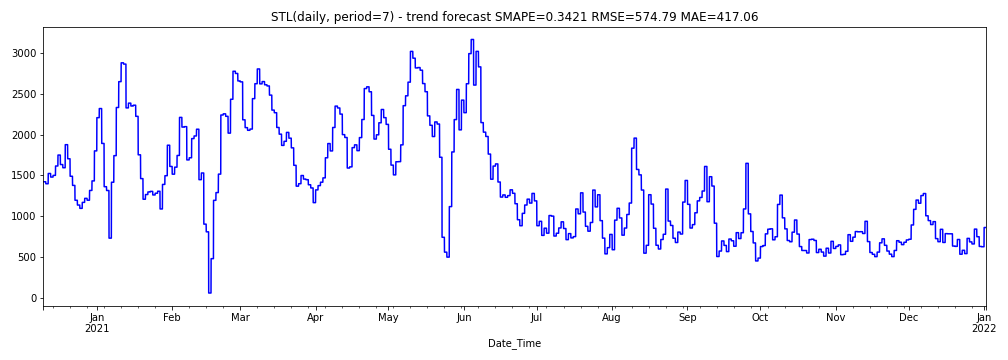 STL(daily, period=7) - trend forecast SMAPE=0.3421 RMSE=574.79 MAE=417.06
3000
2500
2000
1500
1000
500
0
Jan Feb Mar Apr May Jun Jul Aug Sep Oct Nov Dec Jan
2021 2022
Date_Time